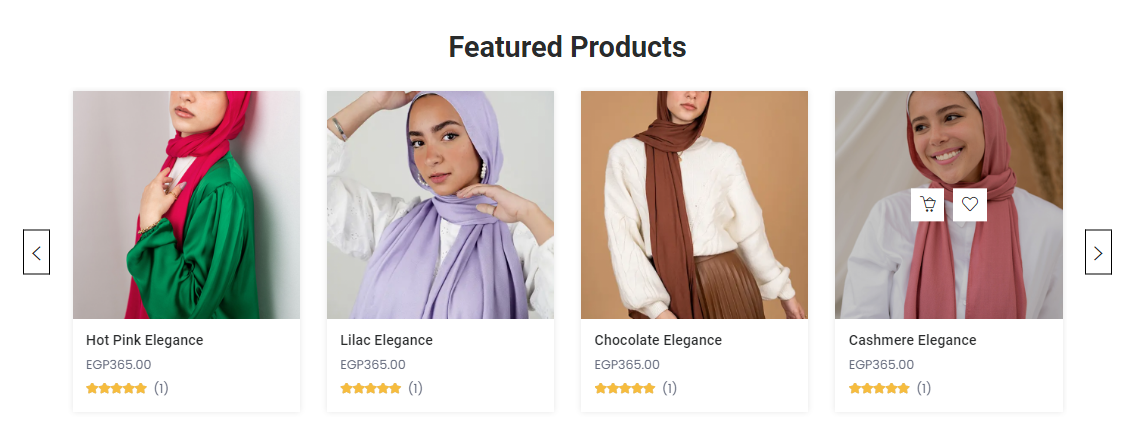 Featured Products
Hot Pink Elegance
EGP365.00
(1)
Lilac Elegance
EGP365.00
(1)
Chocolate Elegance
EGP365.00
(1)
Cashmere Elegance
EGP365.00
(1)